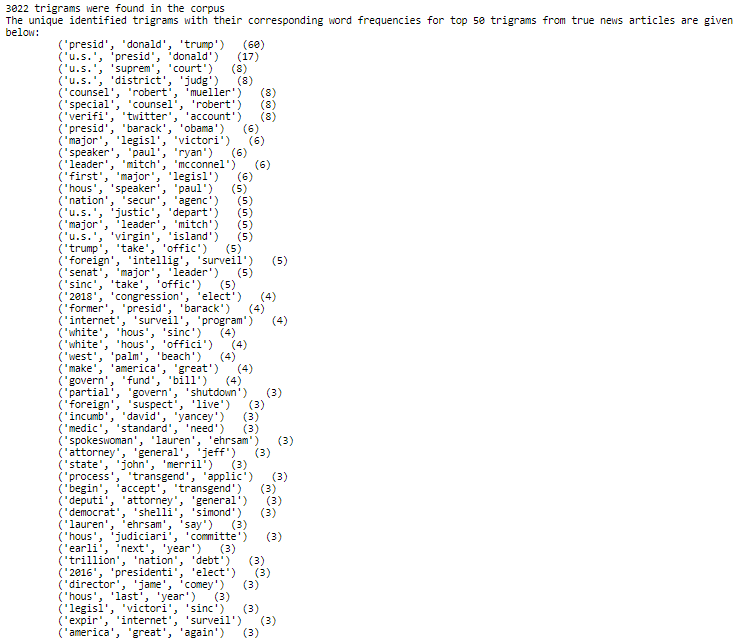 3022 trigrams were found in the corpus
The unique identified trigrams with their corresponding word frequencies for top 50 trigrams from true news articles are given
below:
('presid', 'donald', 'trump') (60)
('u.s.', 'presid', 'donald') (17)
('u.s.', 'suprem', 'court') (8)
('u.s.', 'district', 'judg') (8)
('counsel', 'robert', 'mueller') (8)
('special', 'counsel', 'robert') (8)
('verifi', 'twitter', 'account') (8)
('presid', 'barack', 'obama') (6)
('major', 'legisl', 'victori') (6)
('speaker', 'paul', 'ryan') (6)
('leader', 'mitch', 'mcconnel') (6)
('first', 'major', 'legisl') (6)
('hous', 'speaker', 'paul') (5)
('nation', 'secur', 'agenc') (5)
('u.s.', 'justic', 'depart') (5)
('major', 'leader', 'mitch') (5)
('u.s.', 'virgin', 'island') (5)
('trump', 'take', 'offic') (5)
('foreign', 'intellig', 'surveil') (5)
('senat', 'major', 'leader') (5)
('sinc', 'take', 'offic') (5)
('2018', 'congression', 'elect') (4)
('former', 'presid', 'barack') (4)
('internet', 'surveil', 'program') (4)
('white', 'hous', 'sinc') (4)
('white', 'hous', 'offici') (4)
('west', 'palm', 'beach') (4)
('make', 'america', 'great') (4)
('govern', 'fund', 'bill') (4)
('partial', 'govern', 'shutdown') (3)
('foreign', 'suspect', 'live') (3)
('incumb', 'david', 'yancey') (3)
('medic', 'standard', 'need') (3)
('spokeswoman', 'lauren', 'ehrsam') (3)
('attorney', 'general', 'jeff') (3)
('state', 'john', 'merril') (3)
('process', 'transgend', 'applic') (3)
('begin', 'accept', 'transgend') (3)
('deputi', 'attorney', 'general') (3)
('democrat', 'shelli', 'simond') (3)
('lauren', 'ehrsam', 'say') (3)
('hous', 'judiciari', 'committe') (3)
('earli', 'next', 'year') (3)
('trillion', 'nation', 'debt') (3)
('2016', 'presidenti', 'elect') (3)
('director', 'jame', 'comey') (3)
('hous', 'last', 'year') (3)
('legisl', 'victori', 'sinc') (3)
('expir', 'internet', 'surveil') (3)
('america', 'great', 'again') (3)